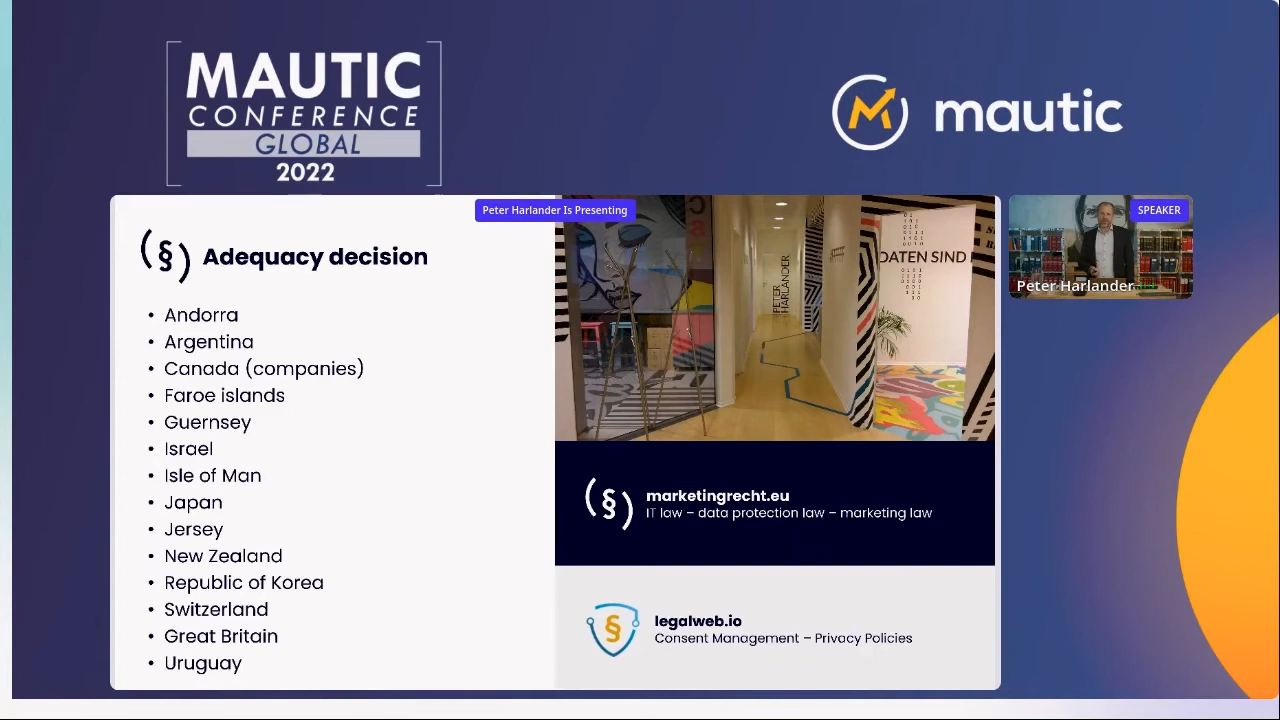 MAUTIC
CONFERENCE
GLOBAL
2022
mautic
Peter Harlander Is Presenting
SPEAKER
Peter Harlander
(§) Adequacy decision
• Andorra
• Argentina
• Canada (companies)
• Faroe islands
• Guernsey
• Israel
• Isle of Man
• Japan
• Jersey
• New Zealand
• Republic of Korea
• Switzerland
• Great Britain
• Uruguay
PETER
HARLANDER
DATEN SIND
(§) marketingrecht.eu
IT law – data protection law – marketing law
§ legalweb.io
Consent Management – Privacy Policies